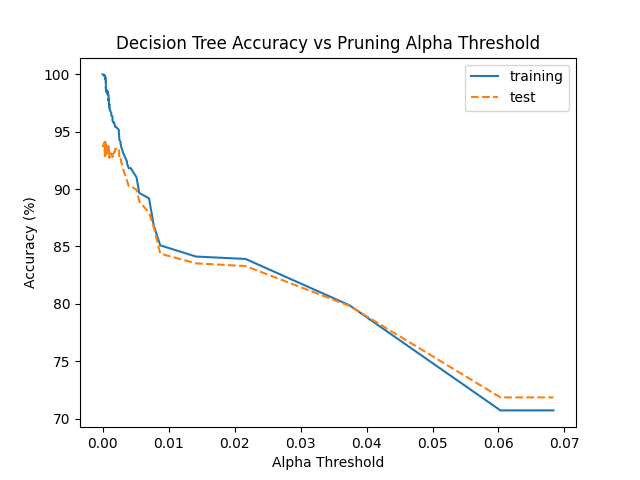 Decision Tree Accuracy vs Pruning Alpha Threshold
training
test
100
95
90
85
80
75
70
Accuracy (%)
0.00 0.01 0.02 0.03 0.04 0.05 0.06 0.07
Alpha Threshold